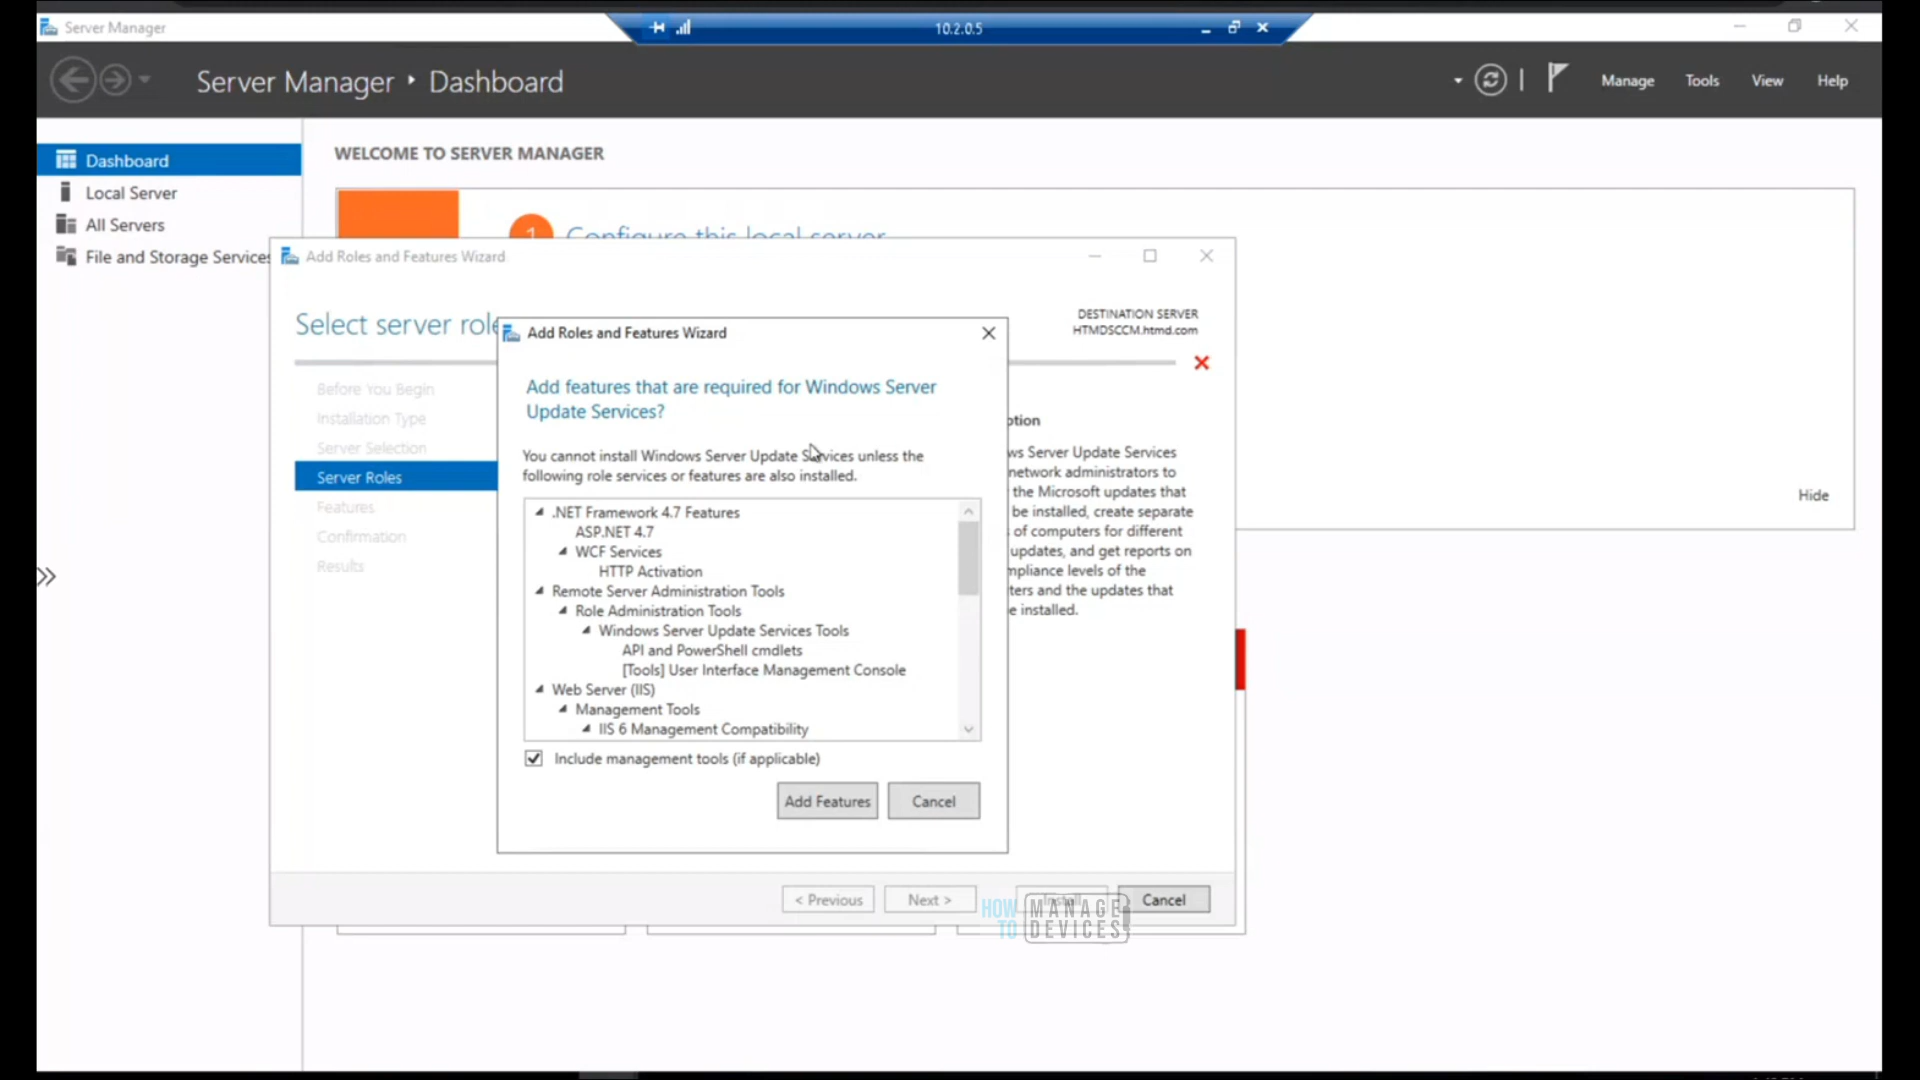 Server Manager
10.2.0.5
Server Manager
Dashboard
Manage
Tools
View
Help
Dashboard
Local Server
All Servers
File and Storage Services
WELCOME TO SERVER MANAGER
1
Configure this local server
Hide
Add Roles and Features Wizard
DESTINATION SERVER
HTMDSCCM.htmd.com
Select server role
Before You Begin
Installation Type
Server Selection
Server Roles
Features
Confirmation
Results
ption
ws Server Update Services
network administrators to
the Microsoft updates that
be installed, create separate
of computers for different
updates, and get reports on
mpliance levels of the
ters and the updates that
e installed.
Add Roles and Features Wizard
Add features that are required for Windows Server
Update Services?
You cannot install Windows Server Update Services unless the
following role services or features are also installed.
.NET Framework 4.7 Features
ASP.NET 4.7
WCF Services
HTTP Activation
Remote Server Administration Tools
Role Administration Tools
Windows Server Update Services Tools
API and PowerShell cmdlets
[Tools] User Interface Management Console
Web Server (IIS)
Management Tools
IIS 6 Management Compatibility
Include management tools (if applicable)
Add Features
Cancel
< Previous
Next >
Install
Cancel
HOW
TO
MANAGE
DEVICES